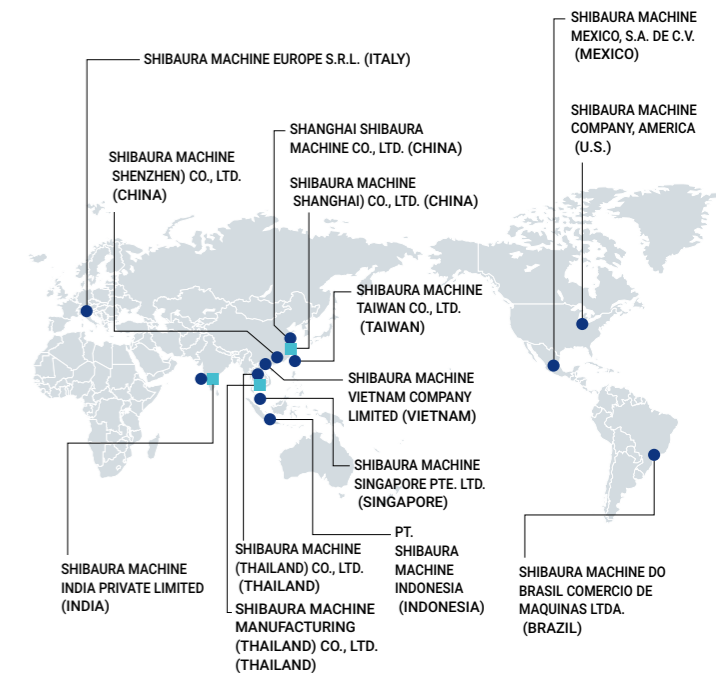 SHIBAURA MACHINE
MEXICO, S.A. DE C.V.
(MEXICO)
SHIBAURA MACHINE EUROPE S.R.L. (ITALY)
SHIBAURA MACHINE
COMPANY, AMERICA
(U.S.)
SHANGHAI SHIBAURA
MACHINE CO., LTD. (CHINA)
SHIBAURA MACHINE
SHENZHEN) CO., LTD.
(CHINA)
SHIBAURA MACHINE
SHANGHAI) CO., LTD. (CHINA)
SHIBAURA MACHINE
TAIWAN CO., LTD.
(TAIWAN)
SHIBAURA MACHINE
VIETNAM COMPANY
LIMITED (VIETNAM)
SHIBAURA MACHINE
SINGAPORE PTE. LTD.
(SINGAPORE)
PT.
SHIBAURA
MACHINE
INDONESIA
(INDONESIA)
SHIBAURA MACHINE
(THAILAND) CO., LTD.
(THAILAND)
SHIBAURA MACHINE
INDIA PRIVATE LIMITED
(INDIA)
SHIBAURA MACHINE DO
BRASIL COMERCIO DE
MAQUINAS LTDA.
(BRAZIL)
SHIBAURA MACHINE
MANUFACTURING
(THAILAND) CO., LTD.
(THAILAND)